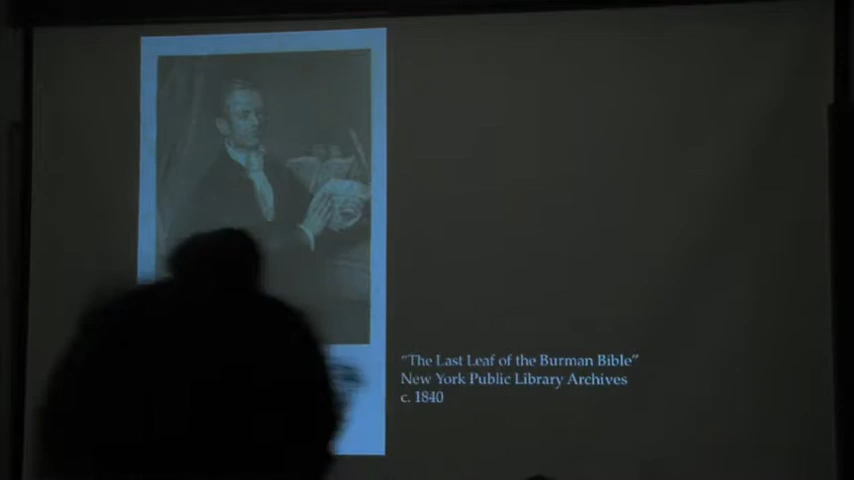 “The Last Leaf of the Burman Bible”
New York Public Library Archives
c. 1840